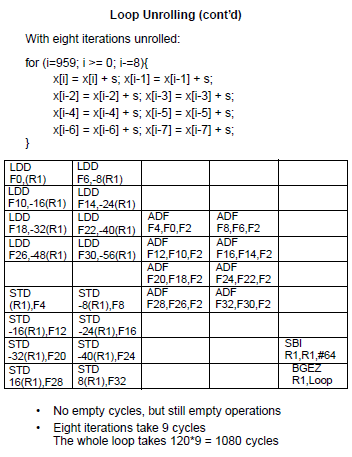 Loop Unrolling (cont'd)
With eight iterations unrolled:
for (i=959; i >= 0; i-=8){
x[i] = x[i] + s; x[i-1] = x[i-1] + s;
x[i-2] = x[i-2] + s; x[i-3] = x[i-3] + s;
x[i-4] = x[i-4] + s; x[i-5] = x[i-5] + s;
x[i-6] = x[i-6] + s; x[i-7] = x[i-7] + s;
}
LDD LDD
F0,(R1) F6,-8(R1)
LDD LDD
F10,-16(R1) F14,-24(R1)
LDD LDD ADF ADF
F18,-32(R1) F22,-40(R1) F4,F0,F2 F8,F6,F2
LDD LDD ADF ADF
F26,-48(R1) F30,-56(R1) F12,F10,F2 F16,F14,F2
ADF ADF
F20,F18,F2 F24,F22,F2
STD STD ADF ADF
(R1),F4 -8(R1),F8 F28,F26,F2 F32,F30,F2
STD STD
-16(R1),F12 -24(R1),F16
STD STD SBI
-32(R1),F20 -40(R1),F24 R1,R1,#64
STD STD BGEZ
16(R1),F28 8(R1),F32 R1,Loop
• No empty cycles, but still empty operations
• Eight iterations take 9 cycles
The whole loop takes 120*9 = 1080 cycles